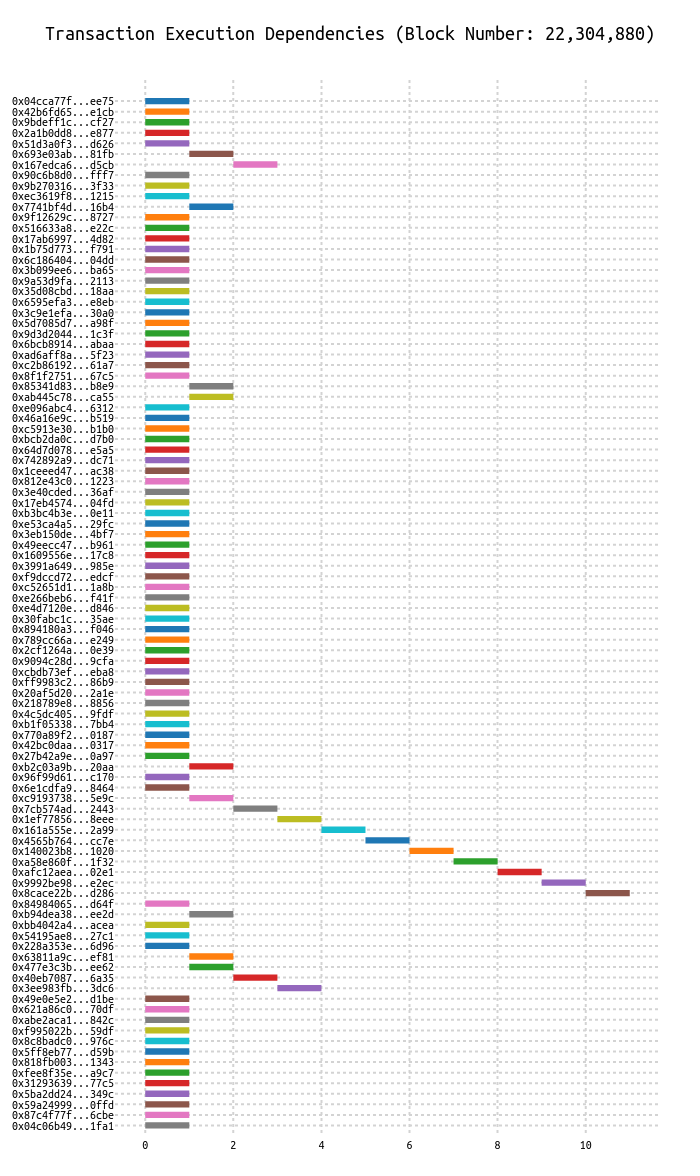 Transaction Execution Dependencies (Block Number: 22,304,880)
0x04cca77f...ee75
0x42b6fd65...e1cb
0x9bdeff1c...cf27
0x2a1b0dd8...e877
0x51d3a0f3...d626
0x693e03ab...81fb
0x167edca6...d5cb
0x90c6b8d0...fff7
0x9b270316...3f33
0xec3619f8...1215
0x7741bf4d...16b4
0x9f12629c...8727
0x516633a8...e22c
0x17ab6997...4d82
0x1b75d773...f791
0x6c186404...04dd
0x3b099ee6...ba65
0x9a53d9fa...2113
0x35d08cbd...18aa
0x6595efa3...e8eb
0x3c9e1efa...30a0
0x5d7085d7...a98f
0x9d3d2044...1c3f
0x6bcb8914...abaa
0xad6aff8a...5f23
0xc2b86192...61a7
0x8f1f2751...67c5
0x85341d83...b8e9
0xab445c78...ca55
0xe096abc4...6312
0x46a16e9c...b519
0xc5913e30...b1b0
0xbcb2da0c...d7b0
0x64d7d078...e5a5
0x742892a9...dc71
0x1ceeed47...ac38
0x812e43c0...1223
0x3e40cded...36af
0x17eb4574...04fd
0xb3bc4b3e...0e11
0xe53ca4a5...29fc
0x3eb150de...4bf7
0x49eecc47...b961
0x1609556e...17c8
0x3991a649...985e
0xf9dccd72...edcf
0xc52651d1...1a8b
0xe266beb6...f41f
0xe4d7120e...d846
0x30fabc1c...35ae
0x894180a3...f046
0x789cc66a...e249
0x2cf1264a...0e39
0x9094c28d...9cfa
0xcbdb73ef...eba8
0xff9983c2...86b9
0x20af5d20...2a1e
0x218789e8...8856
0x4c5dc405...9fdf
0xb1f05338...7bb4
0x770a89f2...0187
0x42bc0daa...0317
0x27b42a9e...0a97
0xb2c03a9b...20aa
0x96f99d61...c170
0x6e1cdfa9...8464
0xc9193738...5e9c
0x7cb574ad...2443
0x1ef77856...8eee
0x161a555e...2a99
0x4565b764...cc7e
0x140023b8...1020
0xa58e860f...1f32
0xafc12aea...02e1
0x9992be98...e2ec
0x8cace22b...d286
0x84984065...d64f
0xb94dea38...ee2d
0xbb4042a4...acea
0x54195ae8...27c1
0x228a353e...6d96
0x63811a9c...ef81
0x477e3c3b...ee62
0x40eb7087...6a35
0x3ee983fb...3dc6
0x49e0e5e2...d1be
0x621a86c0...70df
0xabe2aca1...842c
0xf995022b...59df
0x8c8badc0...976c
0x5ff8eb77...d59b
0x818fb003...1343
0xfee8f35e...a9c7
0x31293639...77c5
0x5ba2dd24...349c
0x59a24999...0ffd
0x87c4f77f...6cbe
0x04c06b49...1fa1
0 2 4 6 8 10